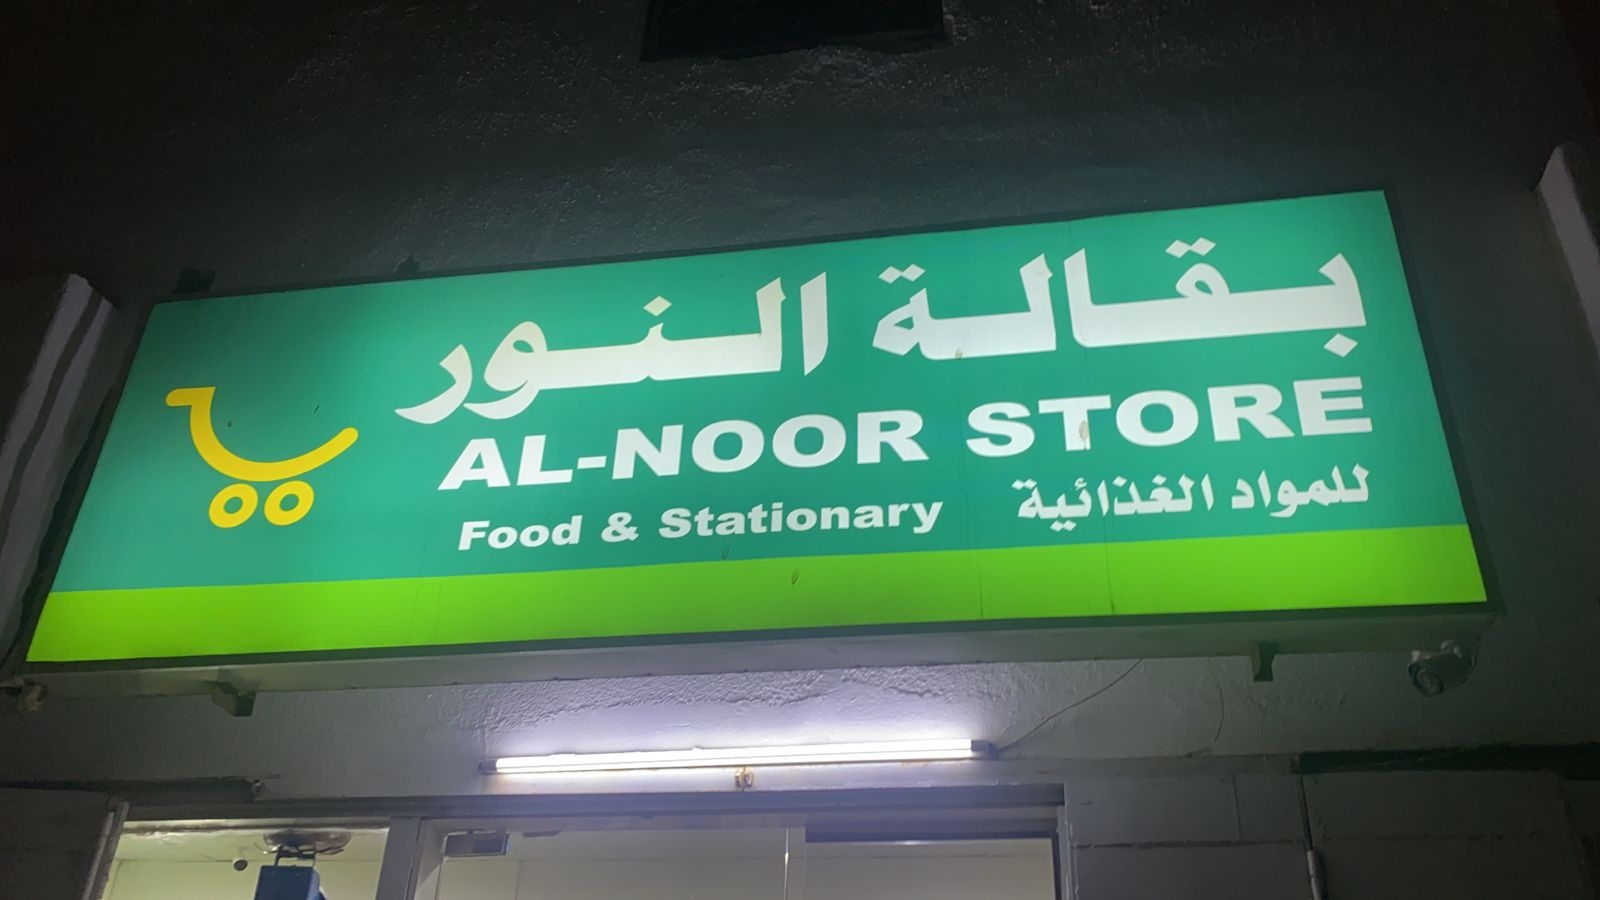 بقالة النور
AL-NOOR STORE
للمواد الغذائية
Food & Stationary